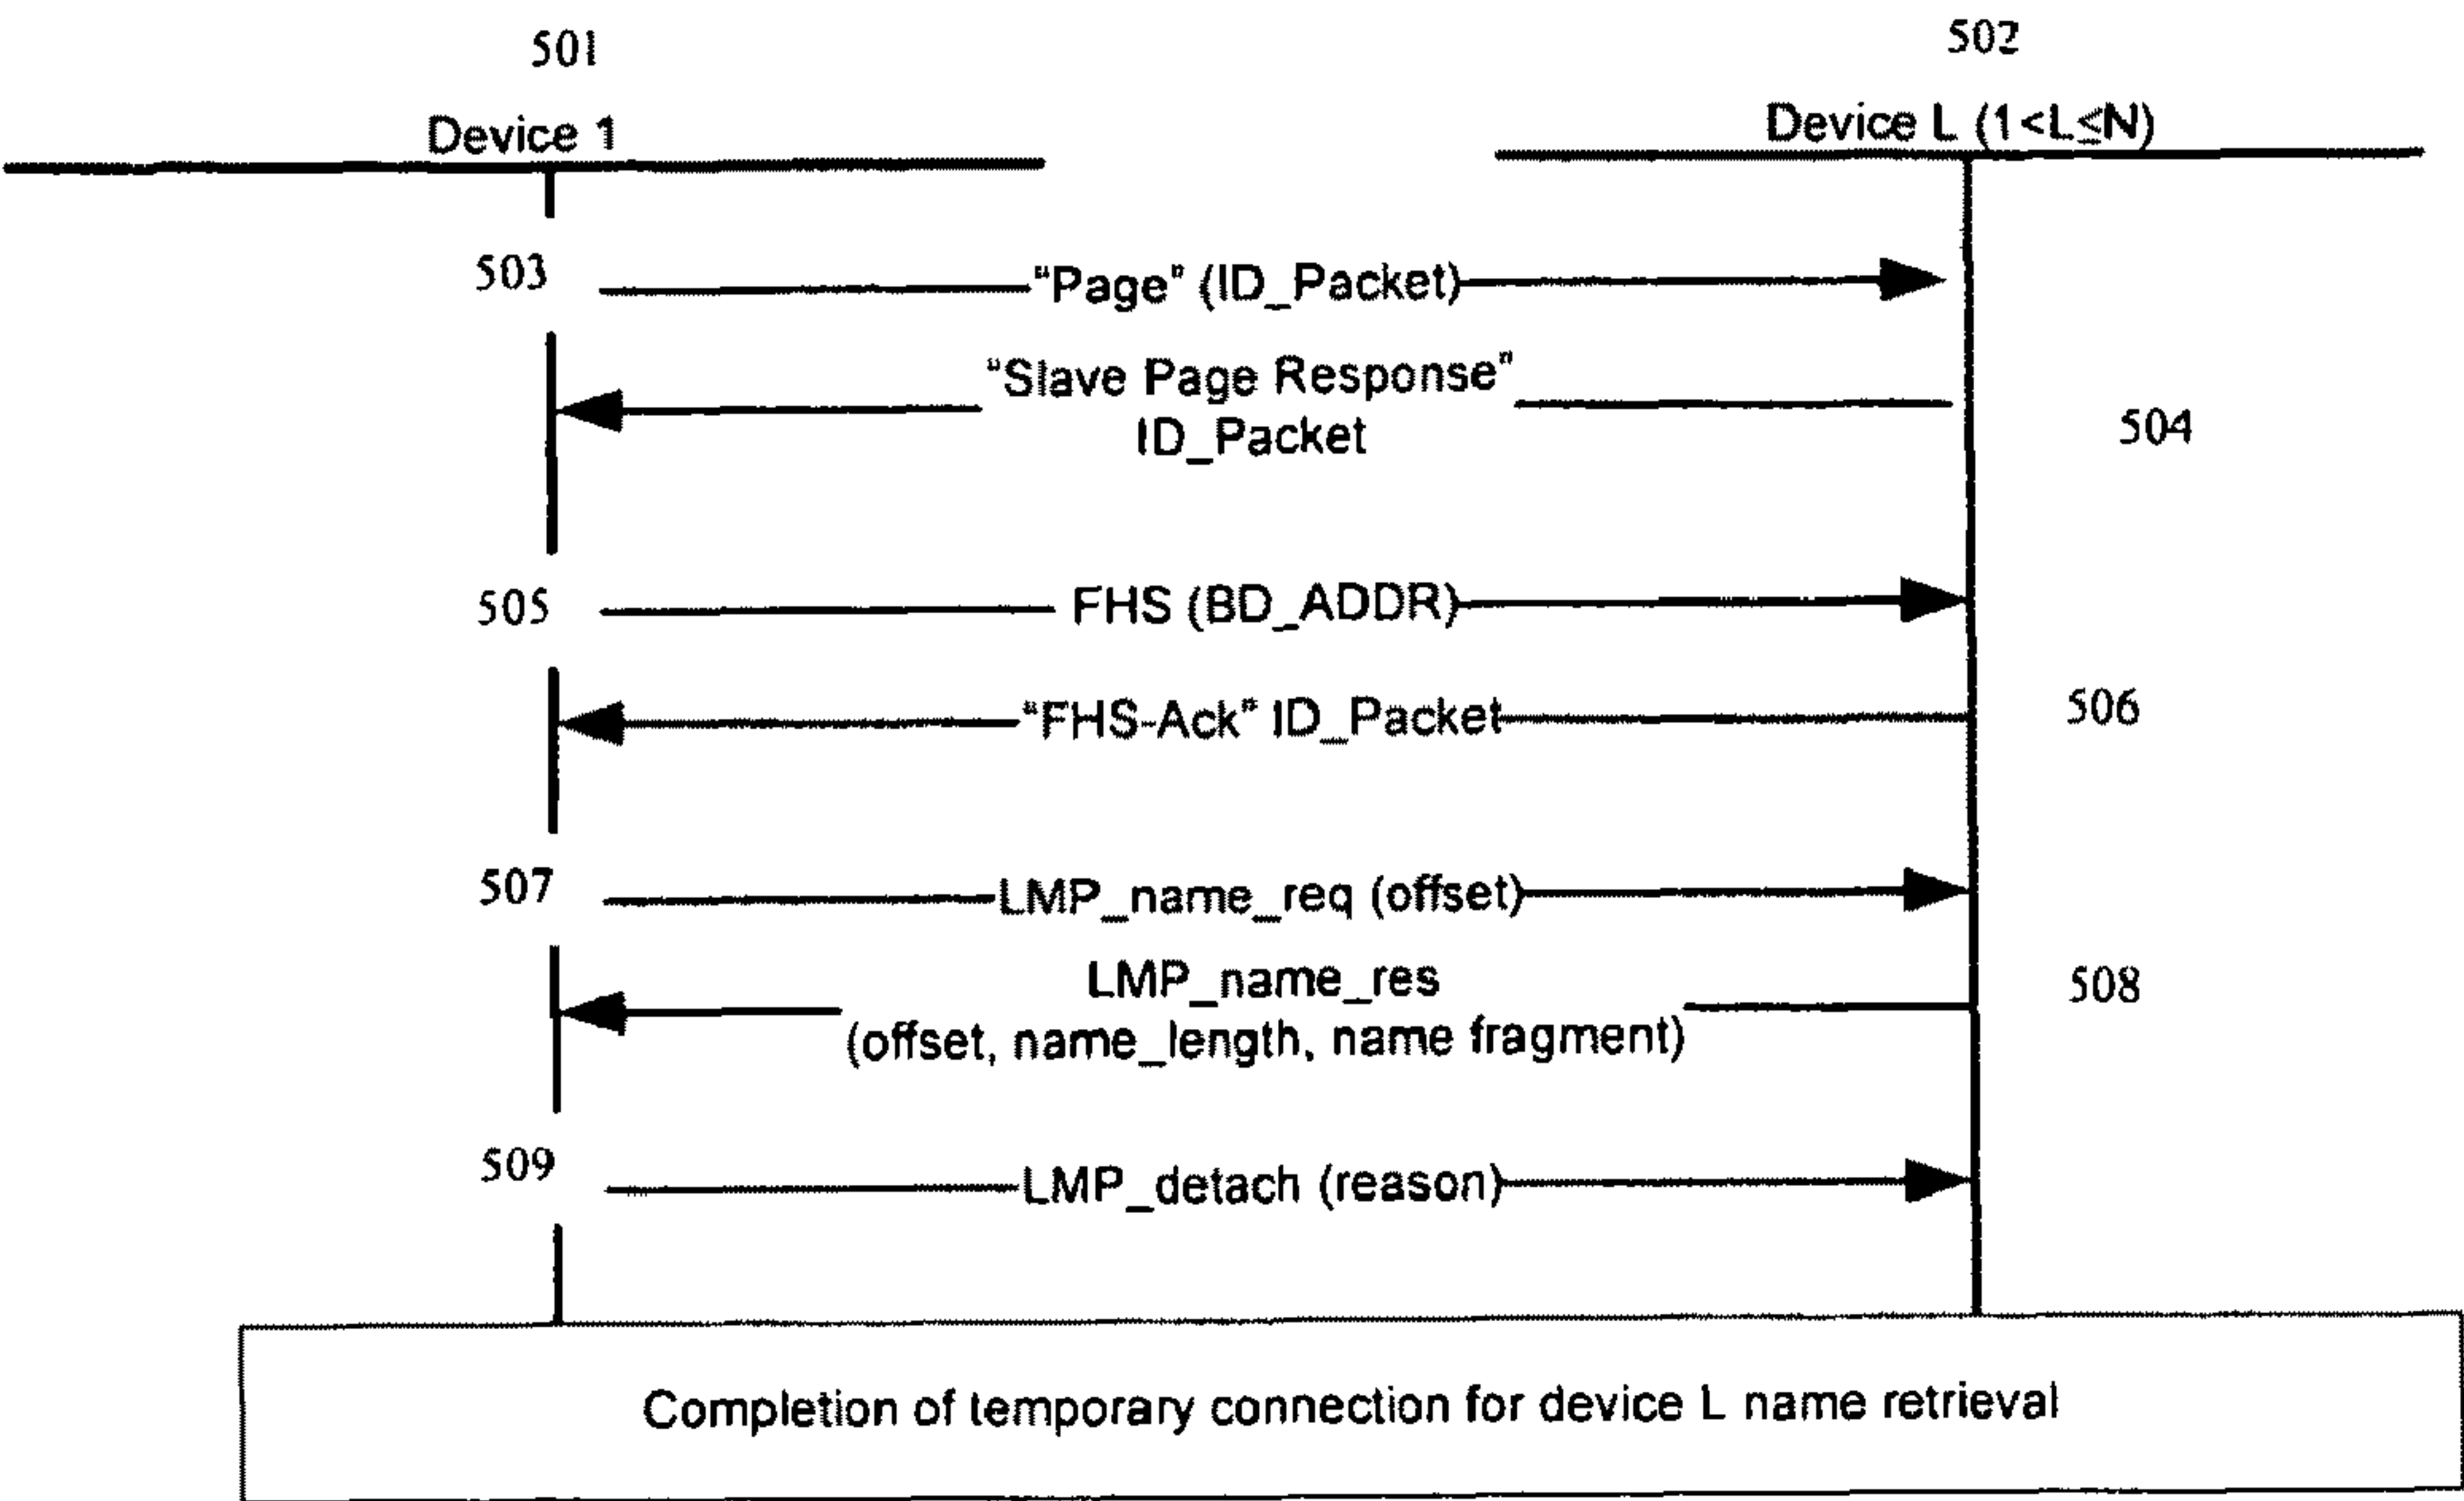 501
502
Device 1
Device L (1<L≤N)
503
"Page" (ID_Packet)
"Slave Page Response"
ID_Packet
504
505
FHS (BD_ADDR)
"FHS-Ack" ID_Packet
506
507
LMP_name_req (offset)
LMP_name_res
(offset, name_length, name fragment)
508
509
LMP_detach (reason)
Completion of temporary connection for device L name retrieval